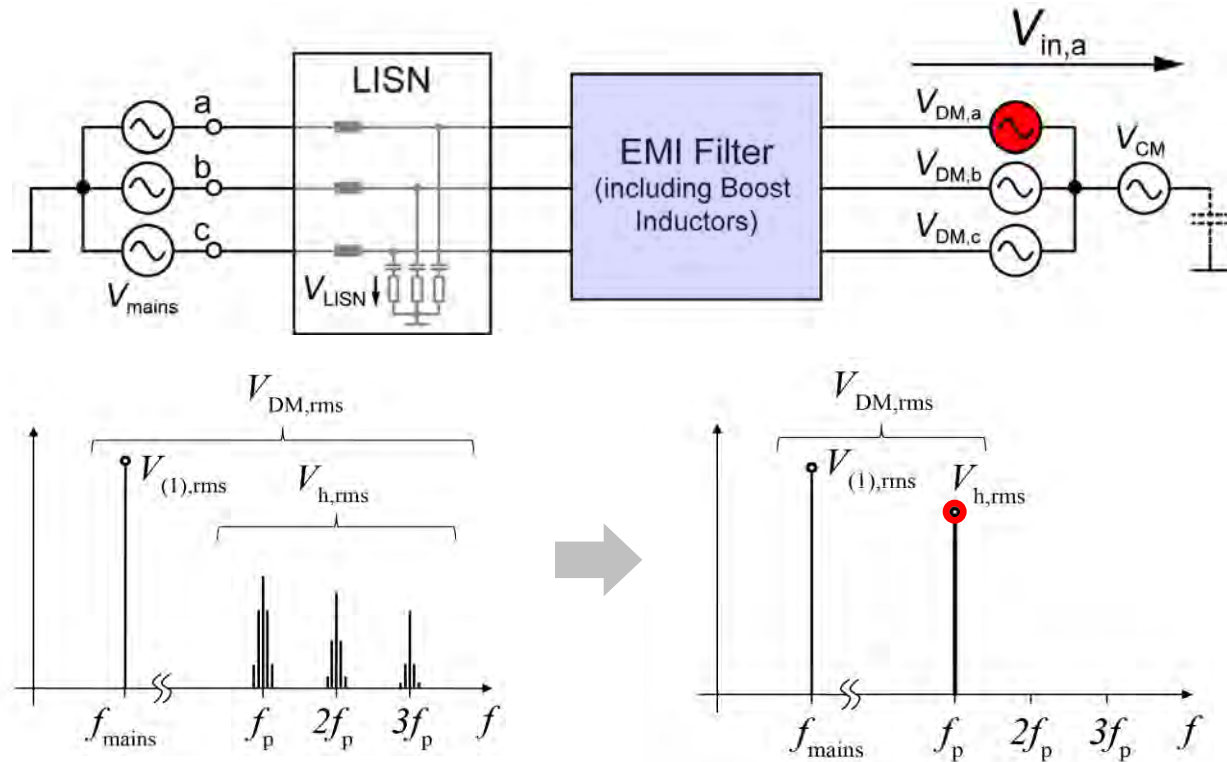 LISN
V_in,a
a
b
c
V_mains
V_LISN
EMI Filter
(including Boost
Inductors)
V_DM,a
V_DM,b
V_DM,c
V_CM
V_DM,rms
V_(1),rms
V_h,rms
f_mains
f_p
2f_p
3f_p
f
V_DM,rms
V_(1),rms
V_h,rms
f_mains
f_p
2f_p
3f_p
f